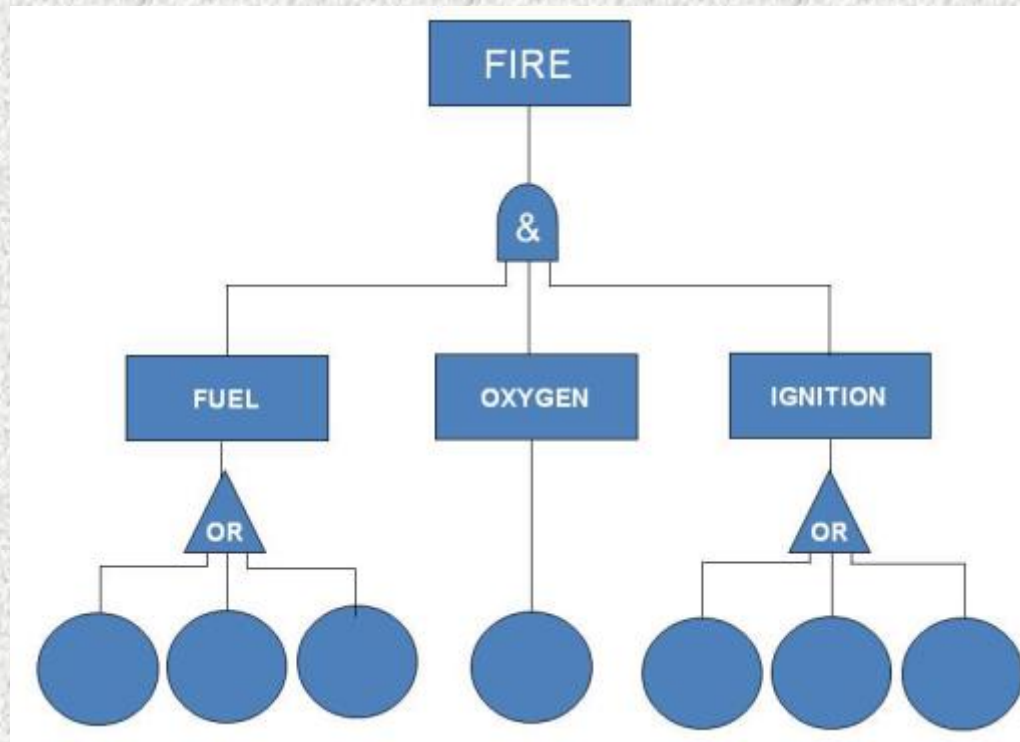 FIRE
&
FUEL
OXYGEN
IGNITION
OR
OR